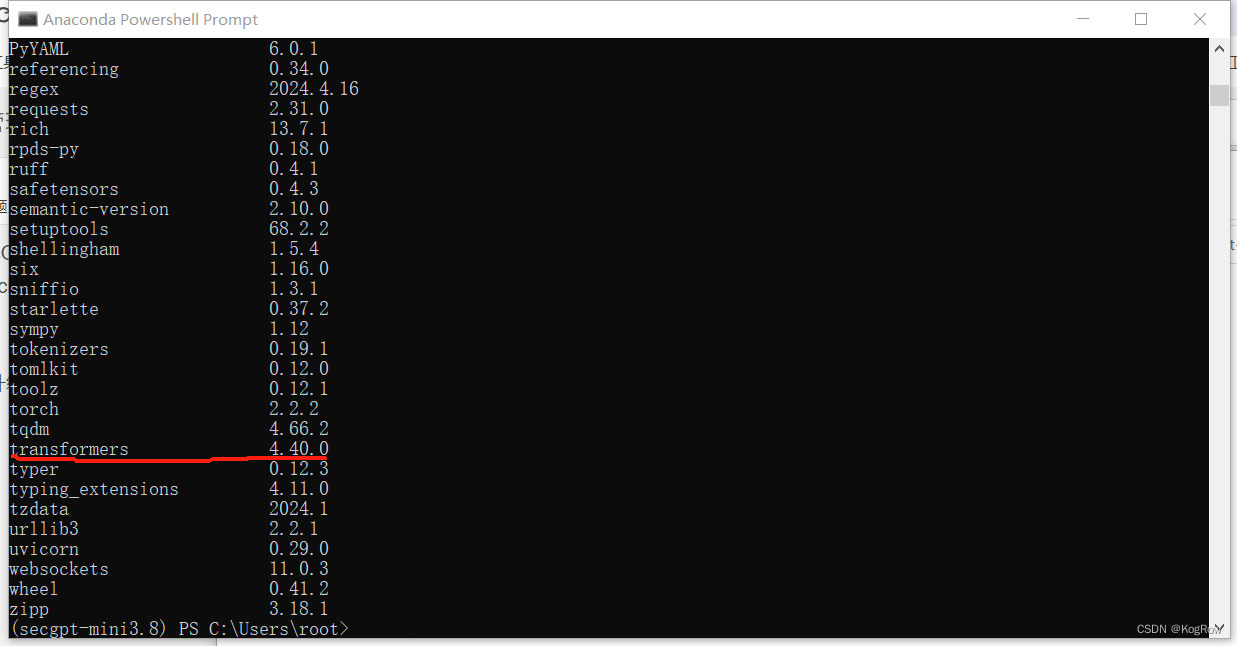 Anaconda Powershell Prompt
PyYAML 6.0.1
referencing 0.34.0
regex 2024.4.16
requests 2.31.0
rich 13.7.1
rpds-py 0.18.0
ruff 0.4.1
safetensors 0.4.3
semantic-version 2.10.0
setuptools 68.2.2
shellingham 1.5.4
six 1.16.0
sniffio 1.3.1
starlette 0.37.2
sympy 1.12
tokenizers 0.19.1
tomlkit 0.12.0
toolz 0.12.1
torch 2.2.2
tqdm 4.66.2
transformers 4.40.0
typer 0.12.3
typing_extensions 4.11.0
tzdata 2024.1
urllib3 2.2.1
uvicorn 0.29.0
websockets 11.0.3
wheel 0.41.2
zipp 3.18.1
(secgpt-mini3.8) PS C:\Users\root>
CSDN